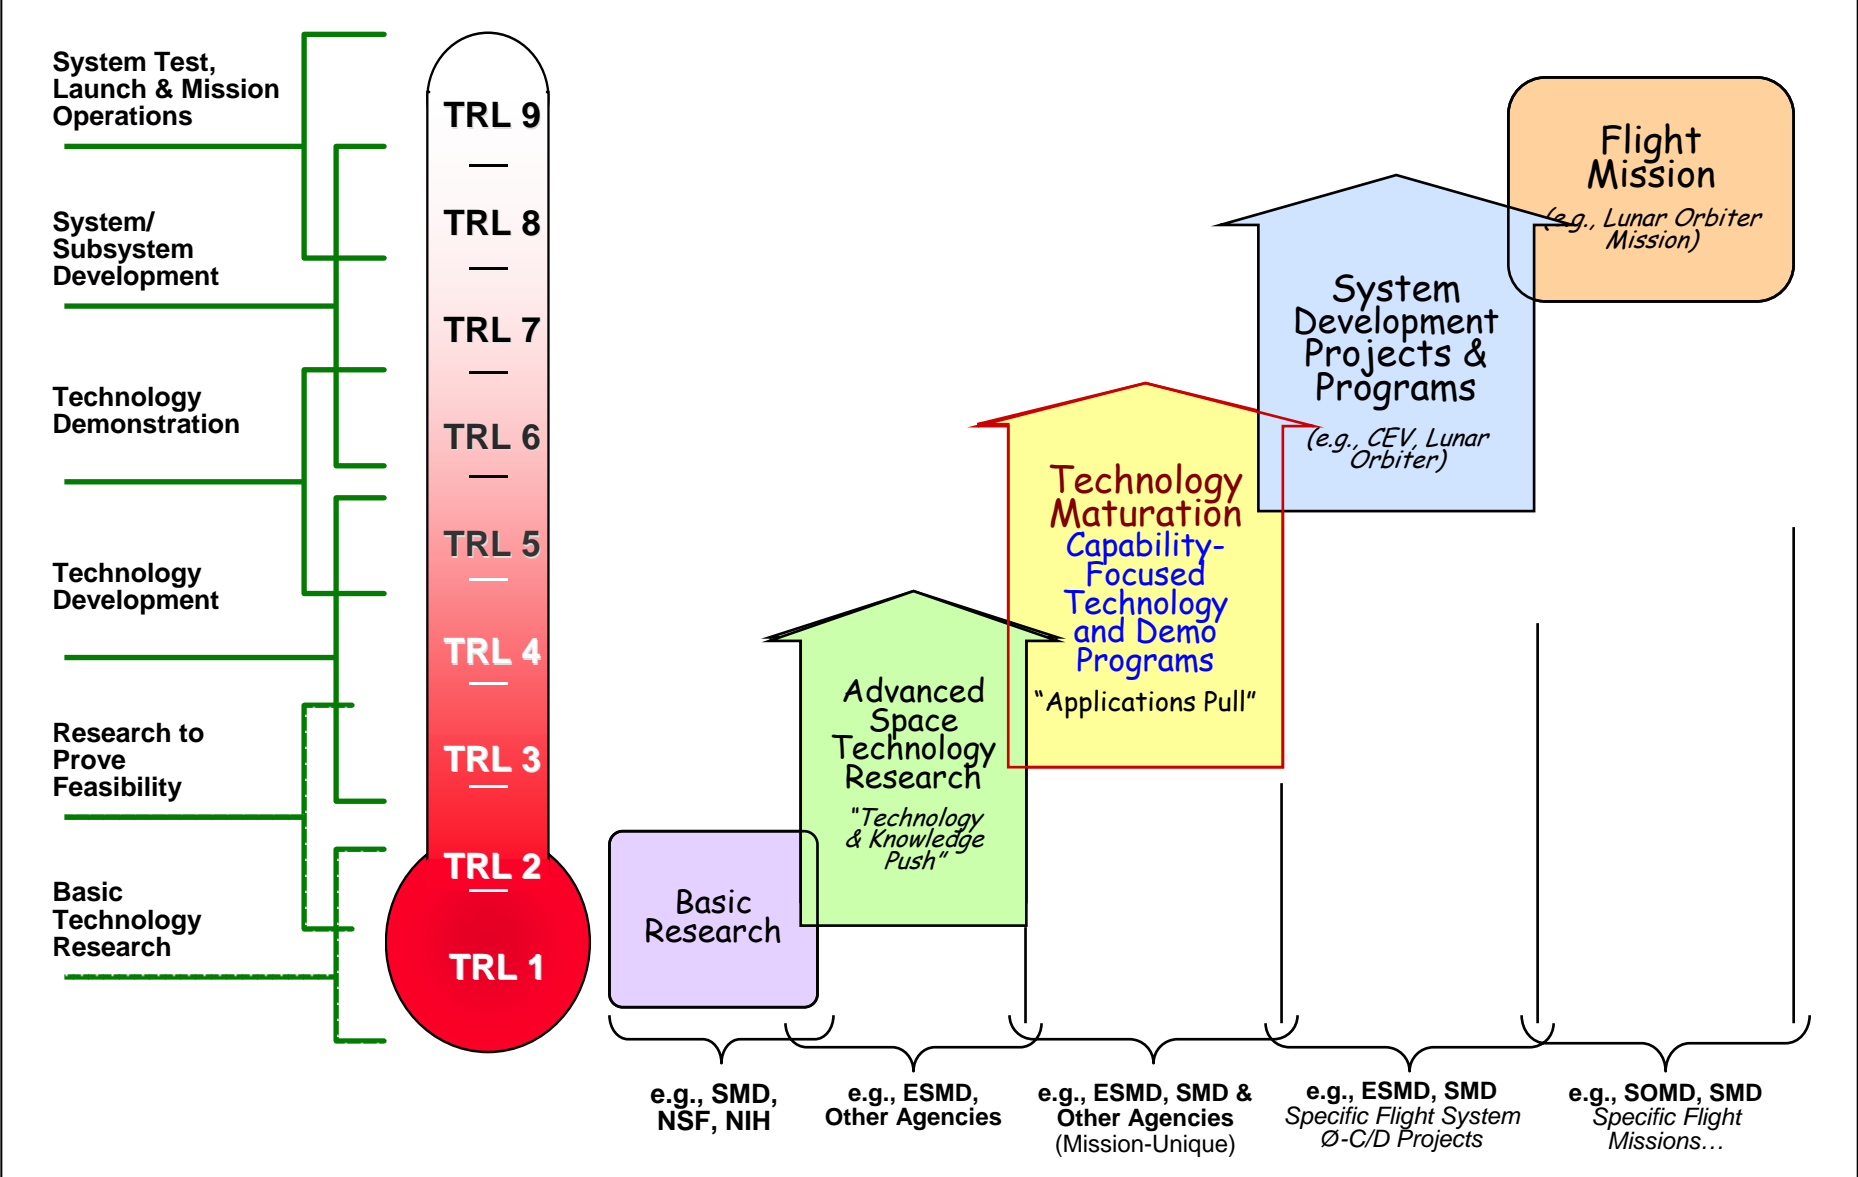 System Test,
Launch & Mission
Operations
System/
Subsystem
Development
Technology
Demonstration
Technology
Development
Research to
Prove
Feasibility
Basic
Technology
Research
TRL 9
TRL 8
TRL 7
TRL 6
TRL 5
TRL 4
TRL 3
TRL 2
TRL 1
Basic
Research
Advanced
Space
Technology
Research
"Technology
& Knowledge
Push"
Technology
Maturation
Capability-
Focused
Technology
and Demo
Programs
"Applications Pull"
System
Development
Projects &
Programs
(e.g., CEV, Lunar
Orbiter)
Flight
Mission
(e.g., Lunar Orbiter
Mission)
e.g., SMD,
NSF, NIH
e.g., ESMD,
Other Agencies
e.g., ESMD, SMD &
Other Agencies
(Mission-Unique)
e.g., ESMD, SMD
Specific Flight System
Ø-C/D Projects
e.g., SOMD, SMD
Specific Flight
Missions…